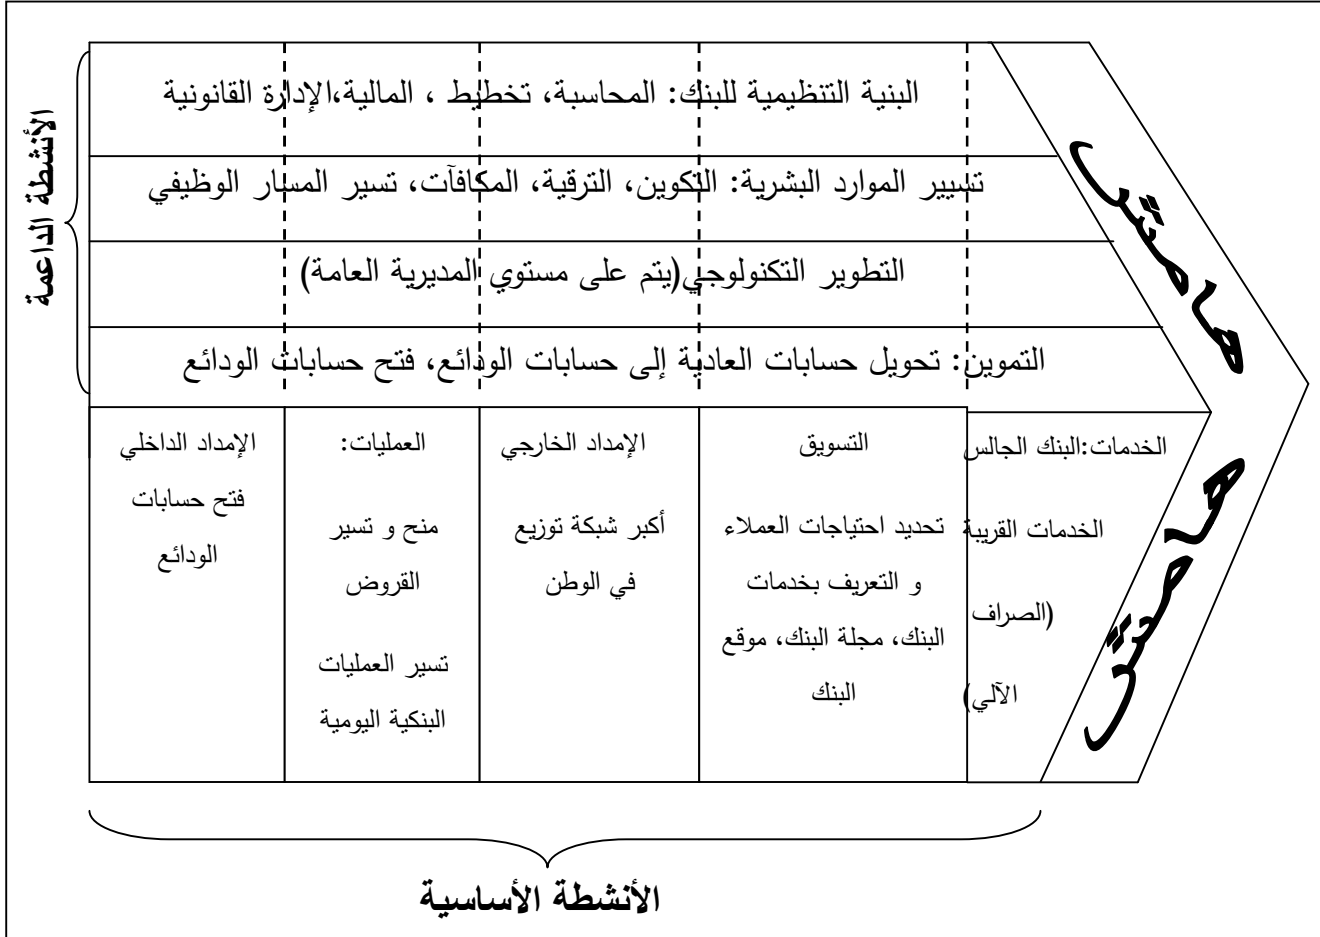 الأنشطة الداعمة
البنية التنظيمية للبنك: المحاسبة، تخطيط ، المالية،الإدارة القانونية
تسيير الموارد البشرية: التكوين، الترقية، المكافآت، تسير المسار الوظيفي
التطوير التكنولوجي(يتم على مستوي المديرية العامة)
التموين: تحويل حسابات العادية إلى حسابات الودائع، فتح حسابات الودائع
هامش
هامش
الخدمات:البنك الجالس
الخدمات القريبة
(الصراف
الآلي)
التسويق
تحديد احتياجات العملاء
و التعريف بخدمات
البنك، مجلة البنك، موقع
البنك
الإمداد الخارجي
أكبر شبكة توزيع
في الوطن
العمليات:
منح و تسير
القروض
تسير العمليات
البنكية اليومية
الإمداد الداخلي
فتح حسابات
الودائع
الأنشطة الأساسية